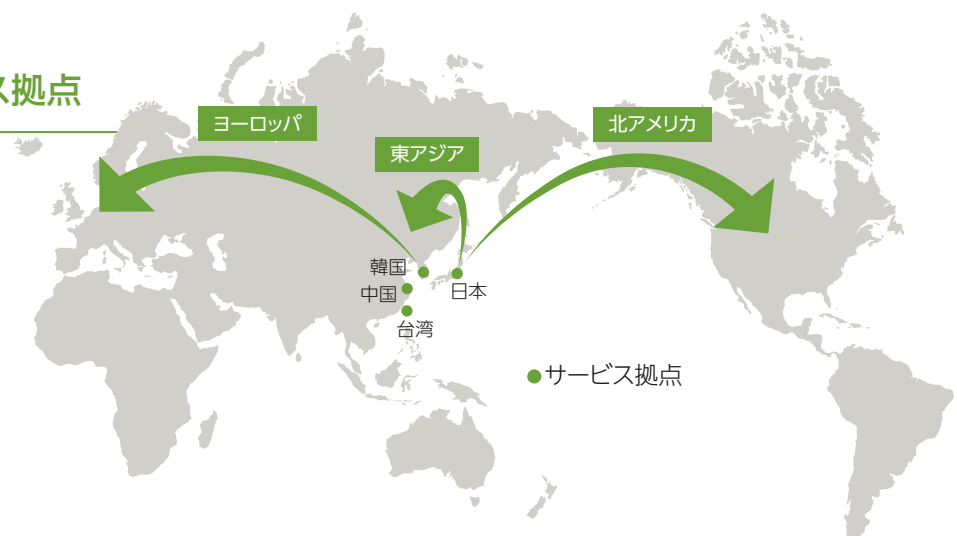 ス拠点
ヨーロッパ
北アメリカ
東アジア
韓国
中国
日本
台湾
●サービス拠点